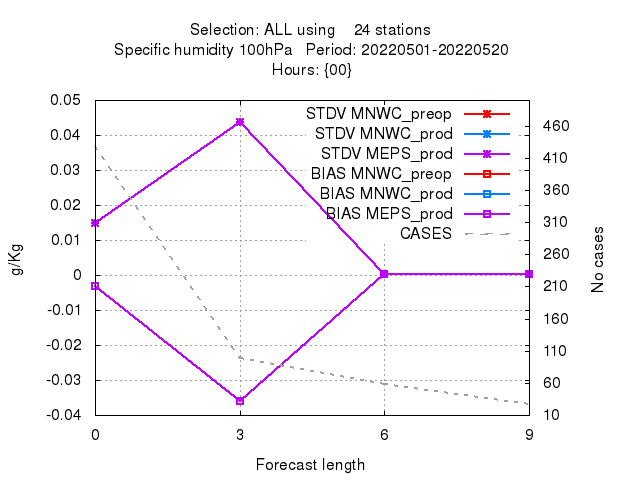 Selection: ALL using    24 stations
Specific humidity 100hPa   Period: 20220501-20220520
Hours: {00}
0.05
0.04
0.03
0.02
0.01
0
-0.01
-0.02
-0.03
-0.04
g/Kg
STDV MNWC_preop
STDV MNWC_prod
STDV MEPS_prod
BIAS MNWC_preop
BIAS MNWC_prod
BIAS MEPS_prod
CASES
460
410
360
310
260
210
160
110
60
10
No cases
0 3 6 9
Forecast length